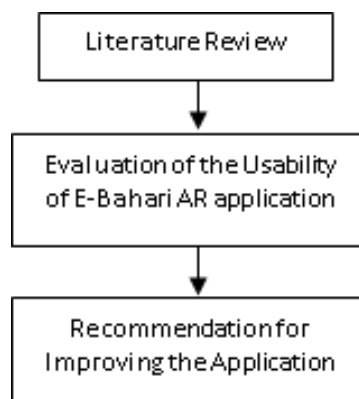 Literature Review
Evaluation of the Usability
of E-Bahari AR application
Recommendation for
Improving the Application